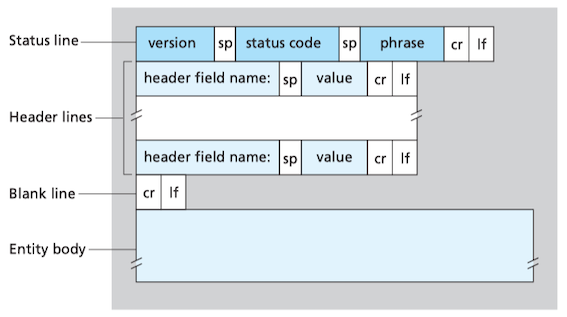 Status line version sp status code sp phrase cr lf
header field name: sp value cr lf
Header lines
header field name: sp value cr lf
Blank line cr lf
Entity body